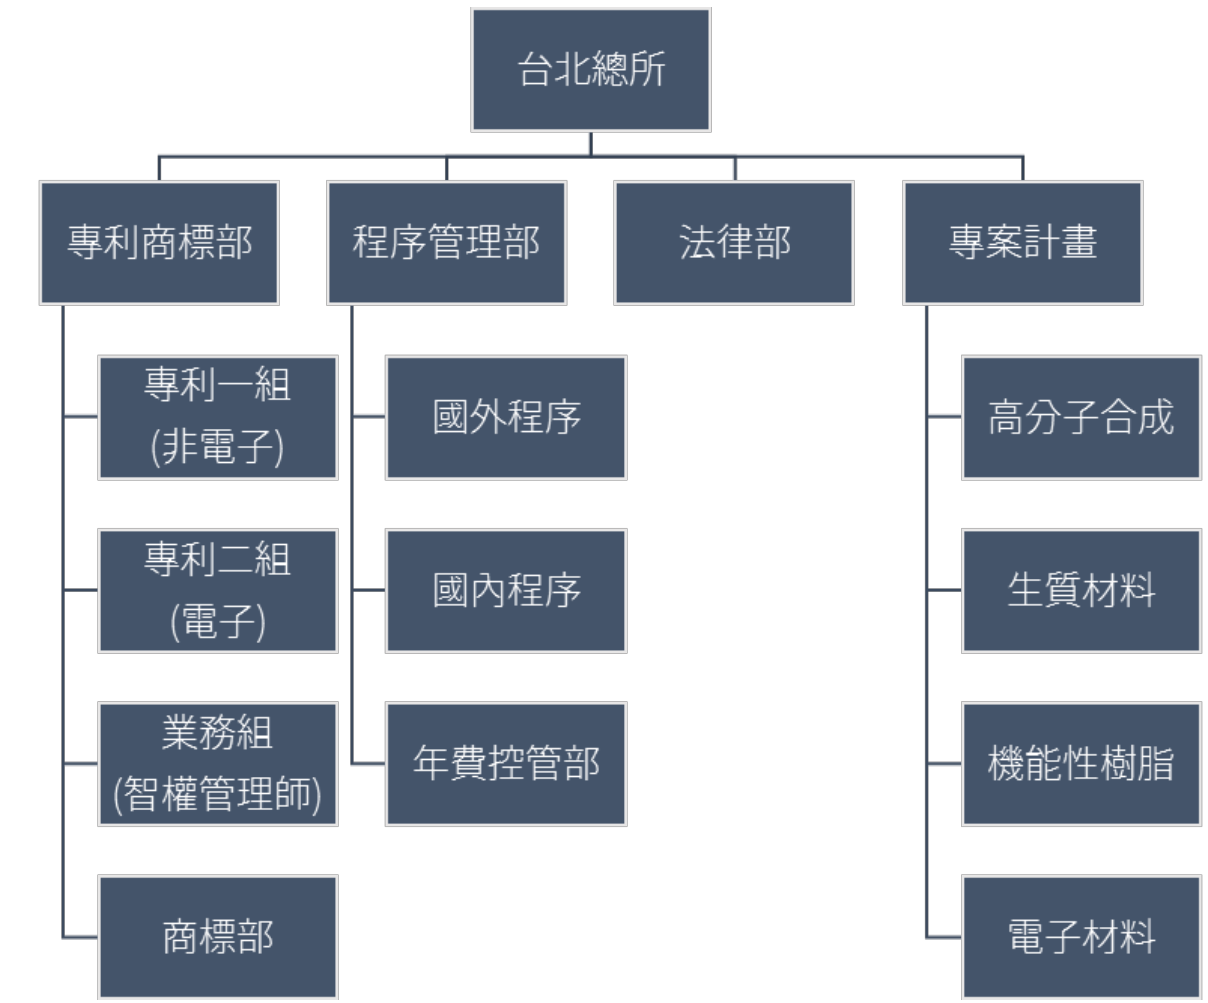 台北總所
專利商標部
程序管理部
法律部
專案計畫
專利一組
(非電子)
國外程序
高分子合成
專利二組
(電子)
國內程序
生質材料
業務組
(智權管理師)
年費控管部
機能性樹脂
商標部
電子材料